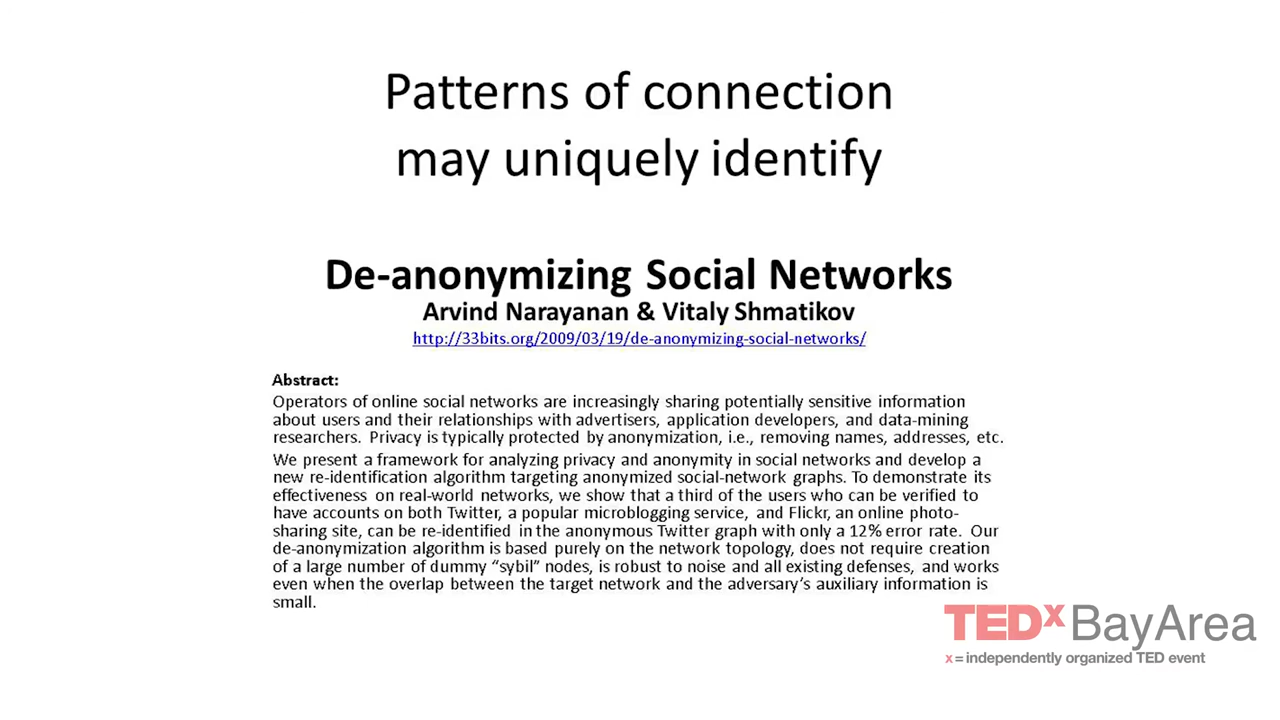 Patterns of connection
may uniquely identify
De-anonymizing Social Networks
Arvind Narayanan & Vitaly Shmatikov
http://33bits.org/2009/03/19/de-anonymizing-social-networks/
Abstract:
Operators of online social networks are increasingly sharing potentially sensitive information
about users and their relationships with advertisers, application developers, and data-mining
researchers. Privacy is typically protected by anonymization, i.e., removing names, addresses, etc.
We present a framework for analyzing privacy and anonymity in social networks and develop a
new re-identification algorithm targeting anonymized social-network graphs. To demonstrate its
effectiveness on real-world networks, we show that a third of the users who can be verified to
have accounts on both Twitter, a popular microblogging service, and Flickr, an online photo-
sharing site, can be re-identified in the anonymous Twitter graph with only a 12% error rate. Our
de-anonymization algorithm is based purely on the network topology, does not require creation
of a large number of dummy “sybil” nodes, is robust to noise and all existing defenses, and works
even when the overlap between the target network and the adversary’s auxiliary information is
small.
TEDxBayArea
x=independently organized TED event